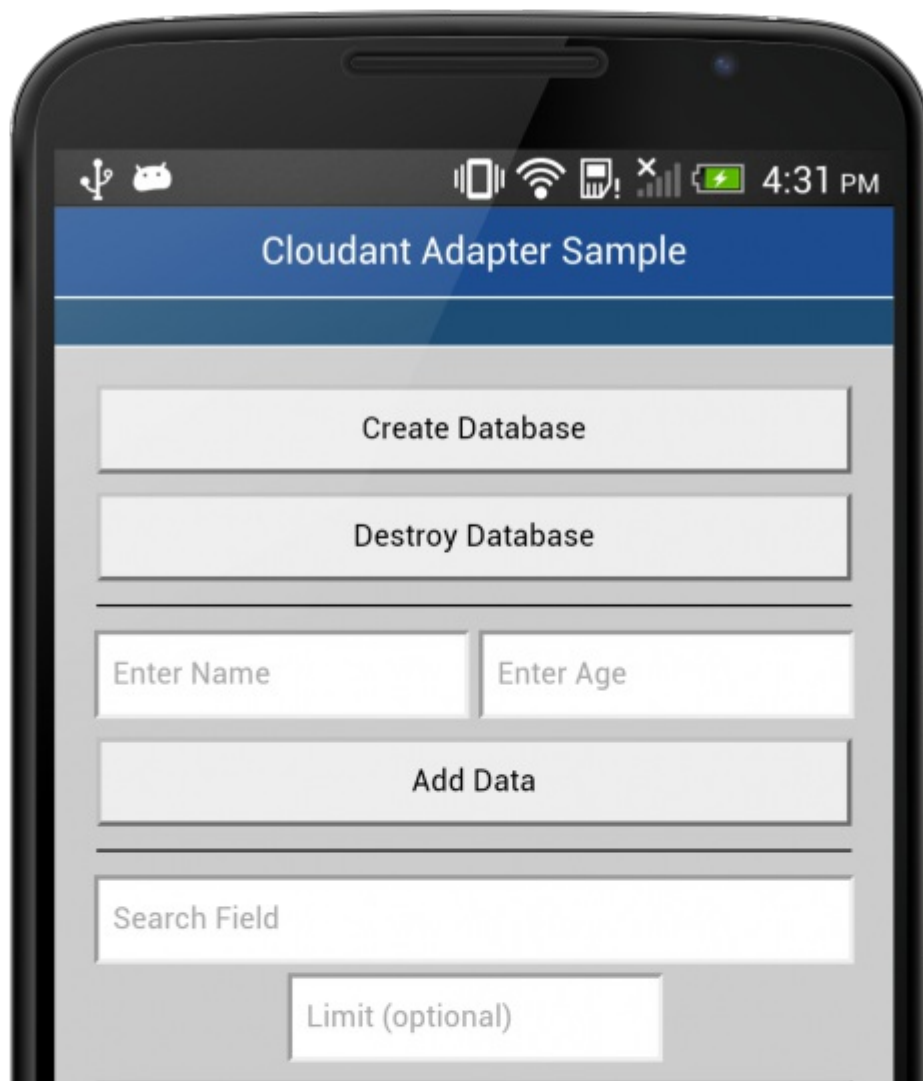 4:31 PM
Cloudant Adapter Sample
Create Database
Destroy Database
Enter Name Enter Age
Add Data
Search Field
Limit (optional)